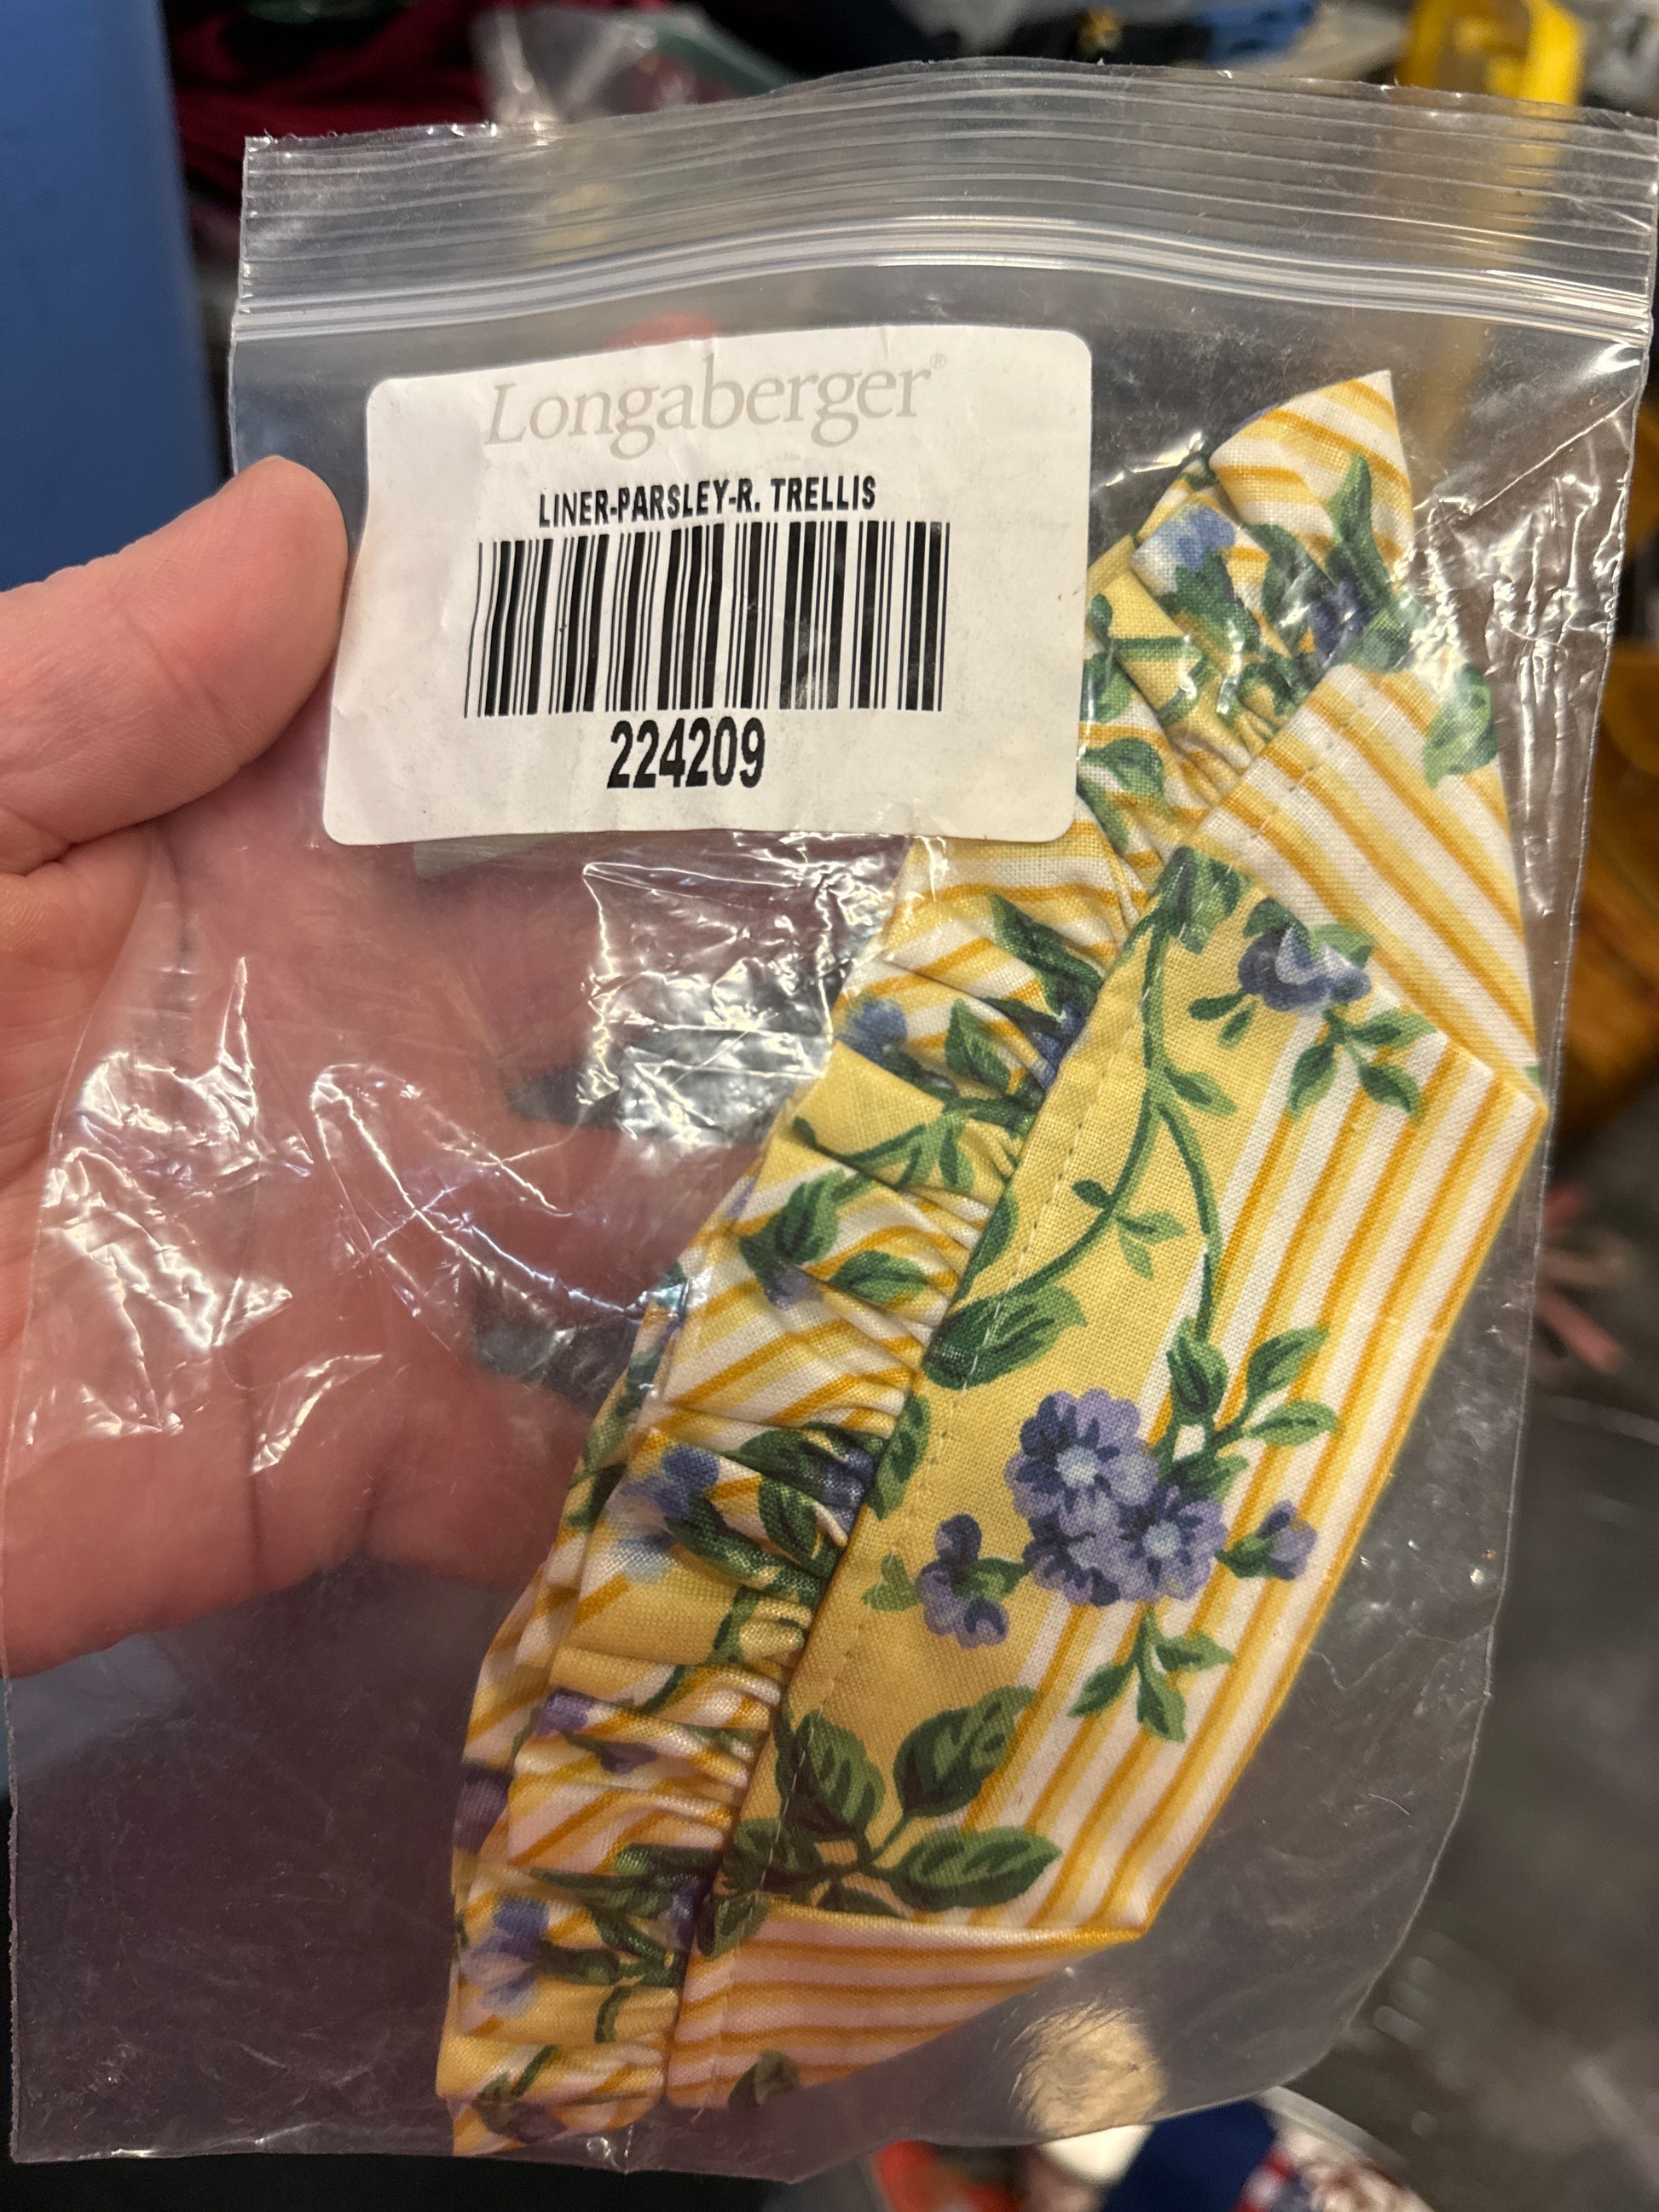 Longaberger®
LINER-PARSLEY-R. TRELLIS
224209